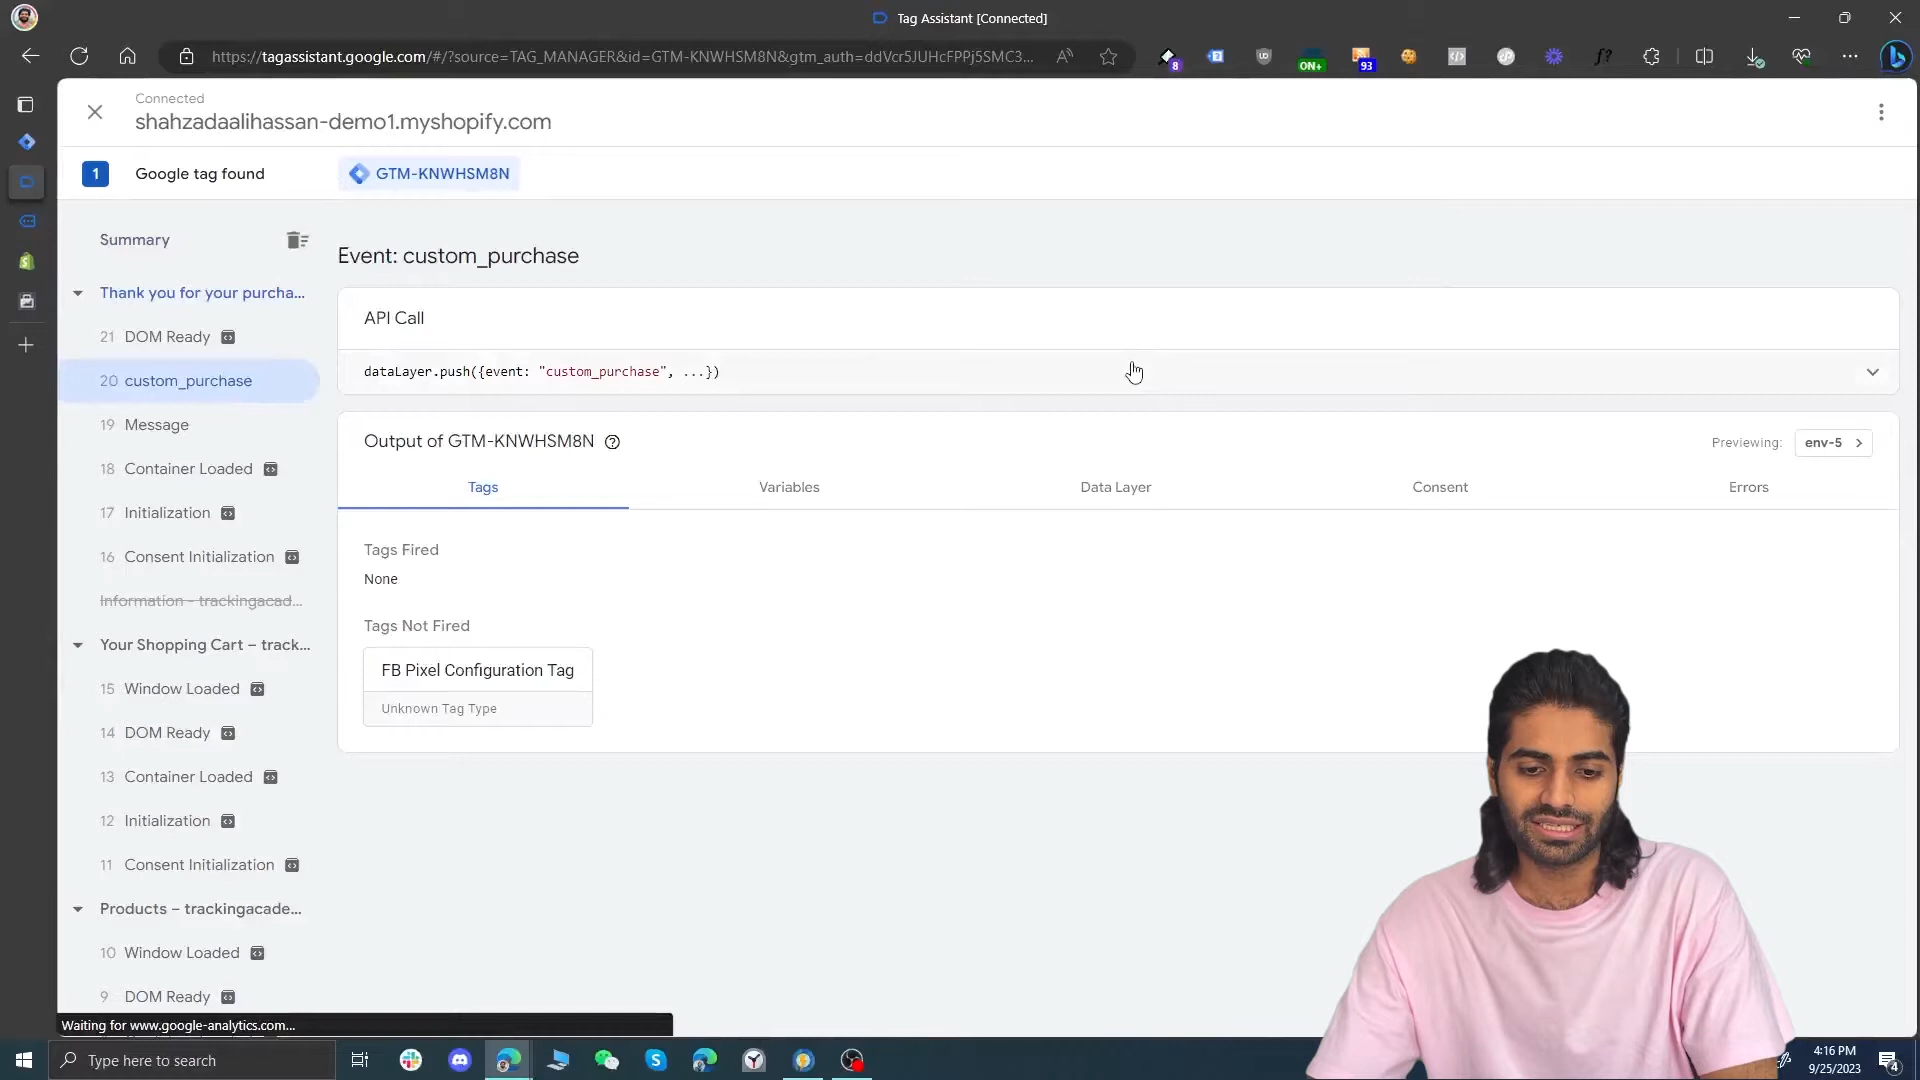 Tag Assistant [Connected]
https://tagassistant.google.com/#/?source=TAG_MANAGER&id=GTM-KNWHSM8N&gtm_auth=ddVcr5JUHcFPPj5SMC3...
8
ON+
93
Connected
shahzadaalihassan-demo1.myshopify.com
1 Google tag found GTM-KNWHSM8N
Summary
Thank you for your purcha...
21 DOM Ready
20 custom_purchase
19 Message
18 Container Loaded
17 Initialization
16 Consent Initialization
Information - trackingacad...
Your Shopping Cart – track...
15 Window Loaded
14 DOM Ready
13 Container Loaded
12 Initialization
11 Consent Initialization
Products – trackingacade...
10 Window Loaded
9 DOM Ready
Event: custom_purchase
API Call
dataLayer.push({event: "custom_purchase", ...})
Output of GTM-KNWHSM8N
Previewing: env-5
Tags Variables Data Layer Consent Errors
Tags Fired
None
Tags Not Fired
FB Pixel Configuration Tag
Unknown Tag Type
Waiting for www.google-analytics.com...
Type here to search
4:16 PM
9/25/2023
4